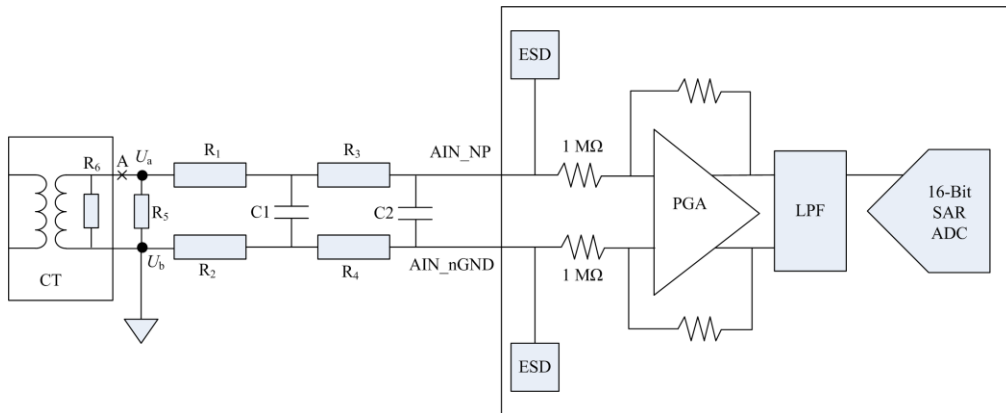 ESD
R₆
A
Uₐ
R₁
R₃
AIN_NP
1 MΩ
R₅
C1
C2
PGA
LPF
16-Bit
SAR
ADC
U_b
R₂
R₄
AIN_nGND
1 MΩ
CT
ESD